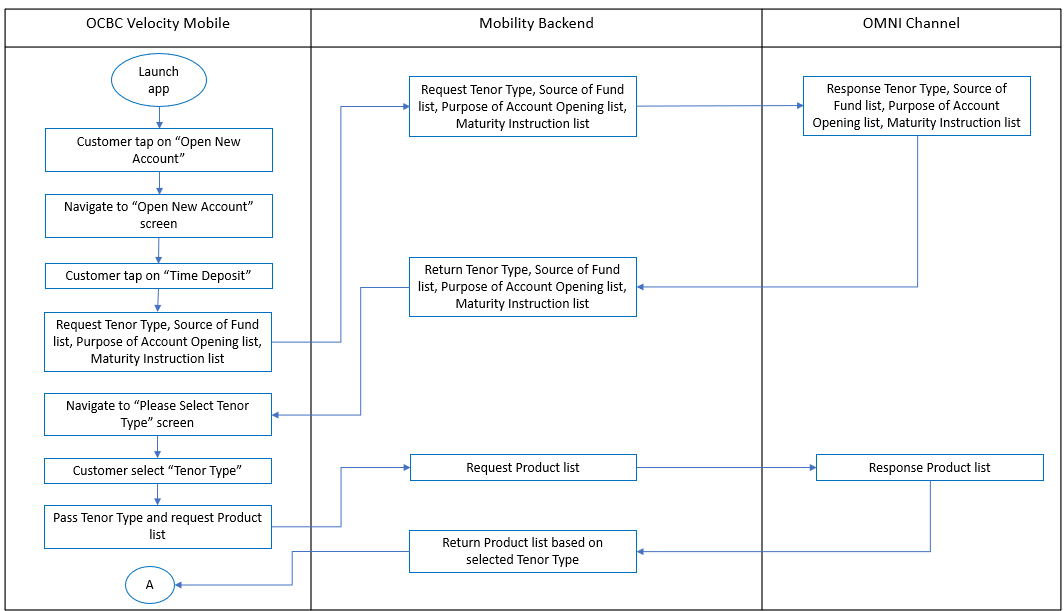 OCBC Velocity Mobile
Mobility Backend
OMNI Channel
Launch
app
Customer tap on “Open New
Account”
Navigate to “Open New Account”
screen
Customer tap on “Time Deposit”
Request Tenor Type, Source of Fund
list, Purpose of Account Opening list,
Maturity Instruction list
Request Tenor Type, Source of Fund
list, Purpose of Account Opening list,
Maturity Instruction list
Response Tenor Type, Source of
Fund list, Purpose of Account
Opening list, Maturity Instruction list
Return Tenor Type, Source of Fund
list, Purpose of Account Opening list,
Maturity Instruction list
Navigate to “Please Select Tenor
Type” screen
Customer select “Tenor Type”
Pass Tenor Type and request Product
list
Request Product list
Response Product list
Return Product list based on
selected Tenor Type
A